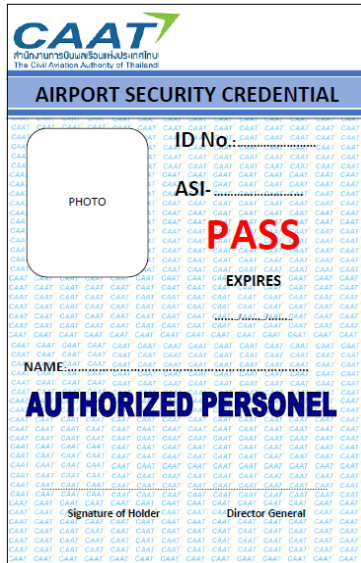 CAAT
สำนักงานการบินพลเรือนแห่งประเทศไทย
The Civil Aviation Authority of Thailand
AIRPORT SECURITY CREDENTIAL
PHOTO
ID No.:........................
ASI-........................
PASS
EXPIRES
....../....../......
NAME:............................................................
AUTHORIZED PERSONEL
Signature of Holder
Director General